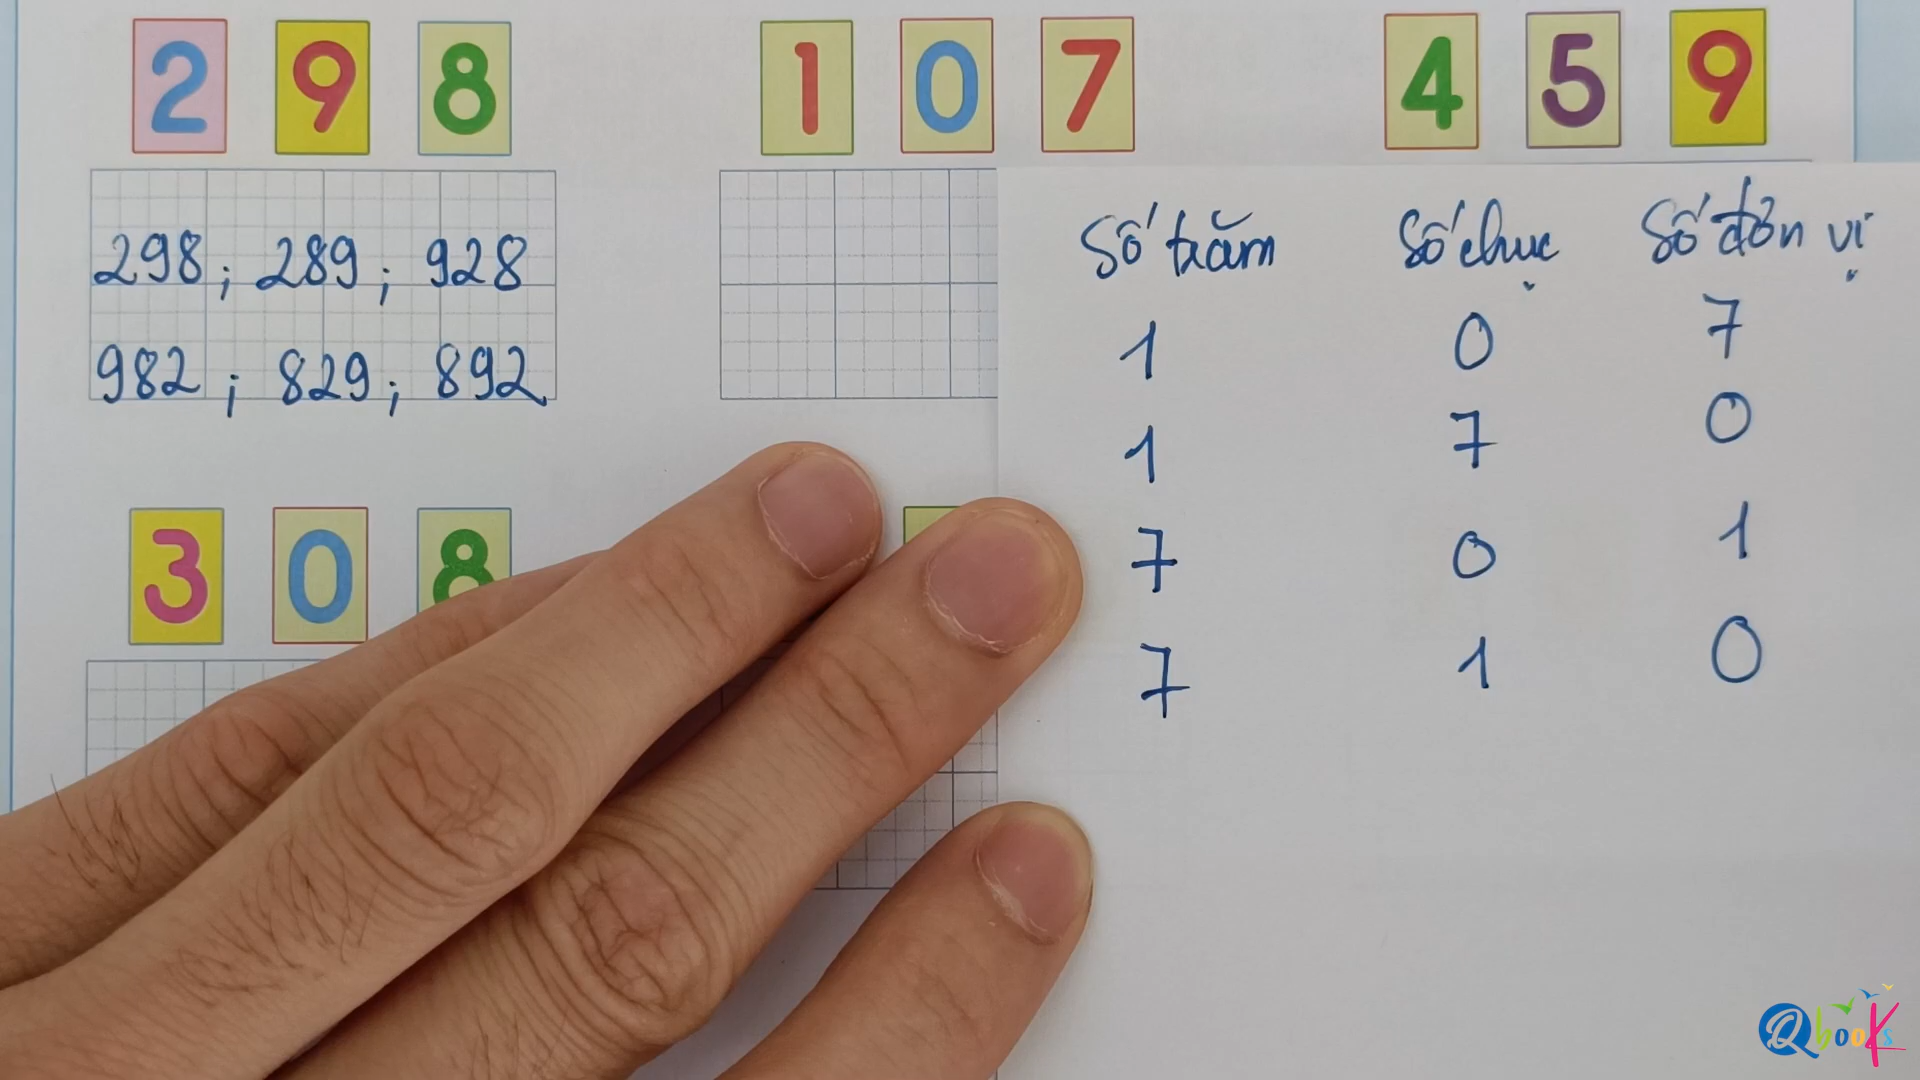 2 9 8
1 0 7
4 5 9
298; 289; 928
982; 829; 892
Số trăm Số chục Số đơn vị
1 0 7
1 7 0
7 0 1
7 1 0
3 0 8
Qbooks